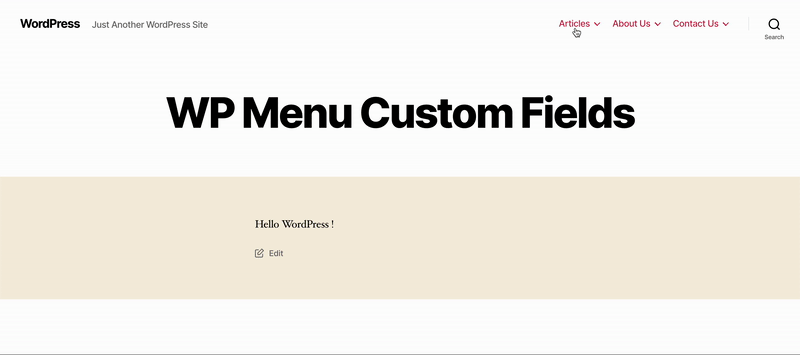 WordPress Just Another WordPress Site Articles About Us Contact Us
Search
WP Menu Custom Fields
Hello WordPress !
Edit